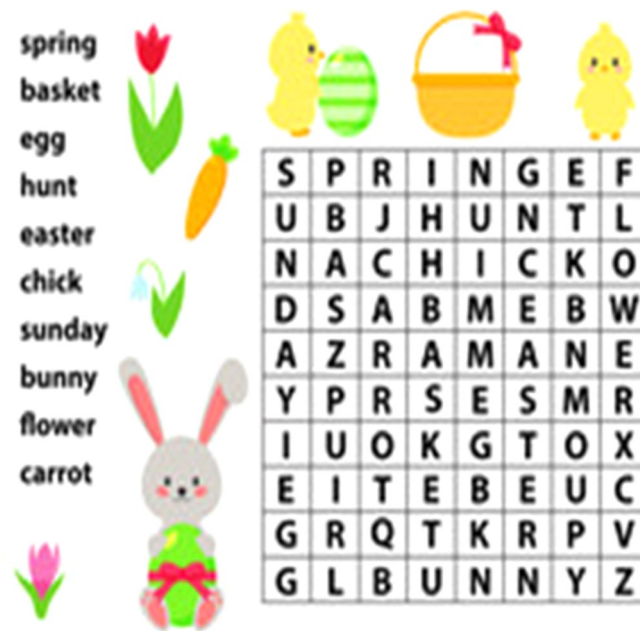 spring
basket
egg
hunt
easter
chick
sunday
bunny
flower
carrot
S P R I N G E F
U B J H U N T L
N A C H I C K O
D S A B M E B W
A Z R A M A N E
Y P R S E S M R
I U O K G T O X
E I T E B E U C
G R Q T K R P V
G L B U N N Y Z